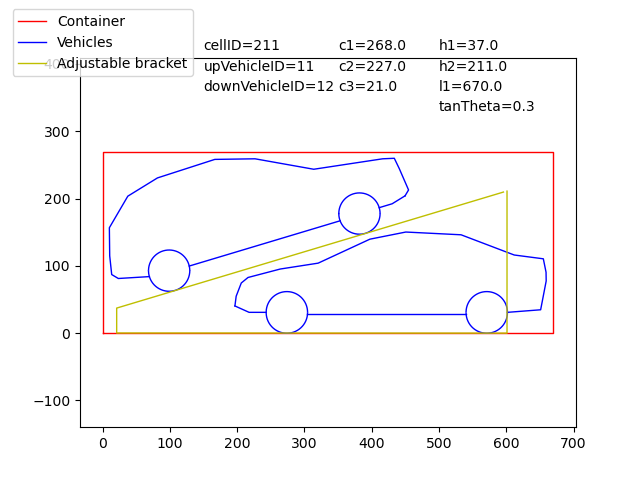 Container
Vehicles
Adjustable bracket
cellID=211 c1=268.0 h1=37.0
upVehicleID=11 c2=227.0 h2=211.0
downVehicleID=12 c3=21.0 l1=670.0
tanTheta=0.3
400
300
200
100
0
−100
0 100 200 300 400 500 600 700